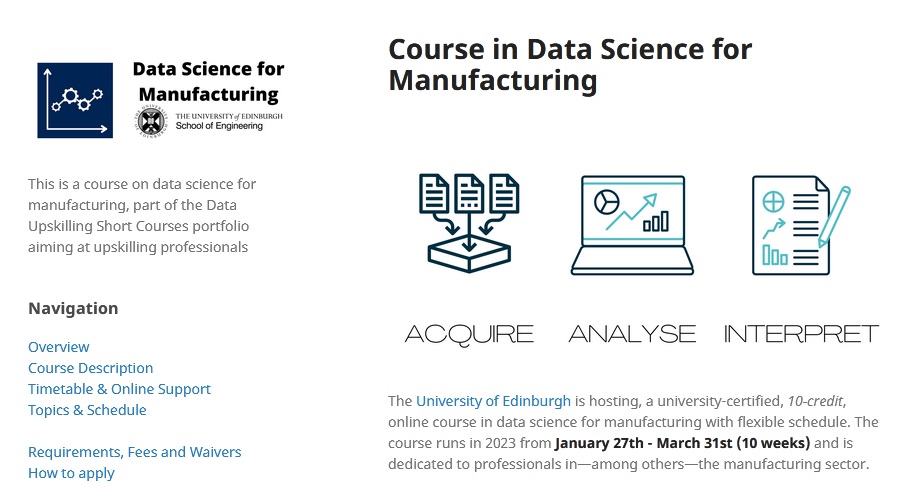 Data Science for
Manufacturing
THE UNIVERSITY of EDINBURGH
School of Engineering
This is a course on data science for
manufacturing, part of the Data
Upskilling Short Courses portfolio
aiming at upskilling professionals
Navigation
Overview
Course Description
Timetable & Online Support
Topics & Schedule
Requirements, Fees and Waivers
How to apply
Course in Data Science for
Manufacturing
ACQUIRE ANALYSE INTERPRET
The University of Edinburgh is hosting, a university-certified, 10-credit,
online course in data science for manufacturing with flexible schedule. The
course runs in 2023 from January 27th - March 31st (10 weeks) and is
dedicated to professionals in—among others—the manufacturing sector.